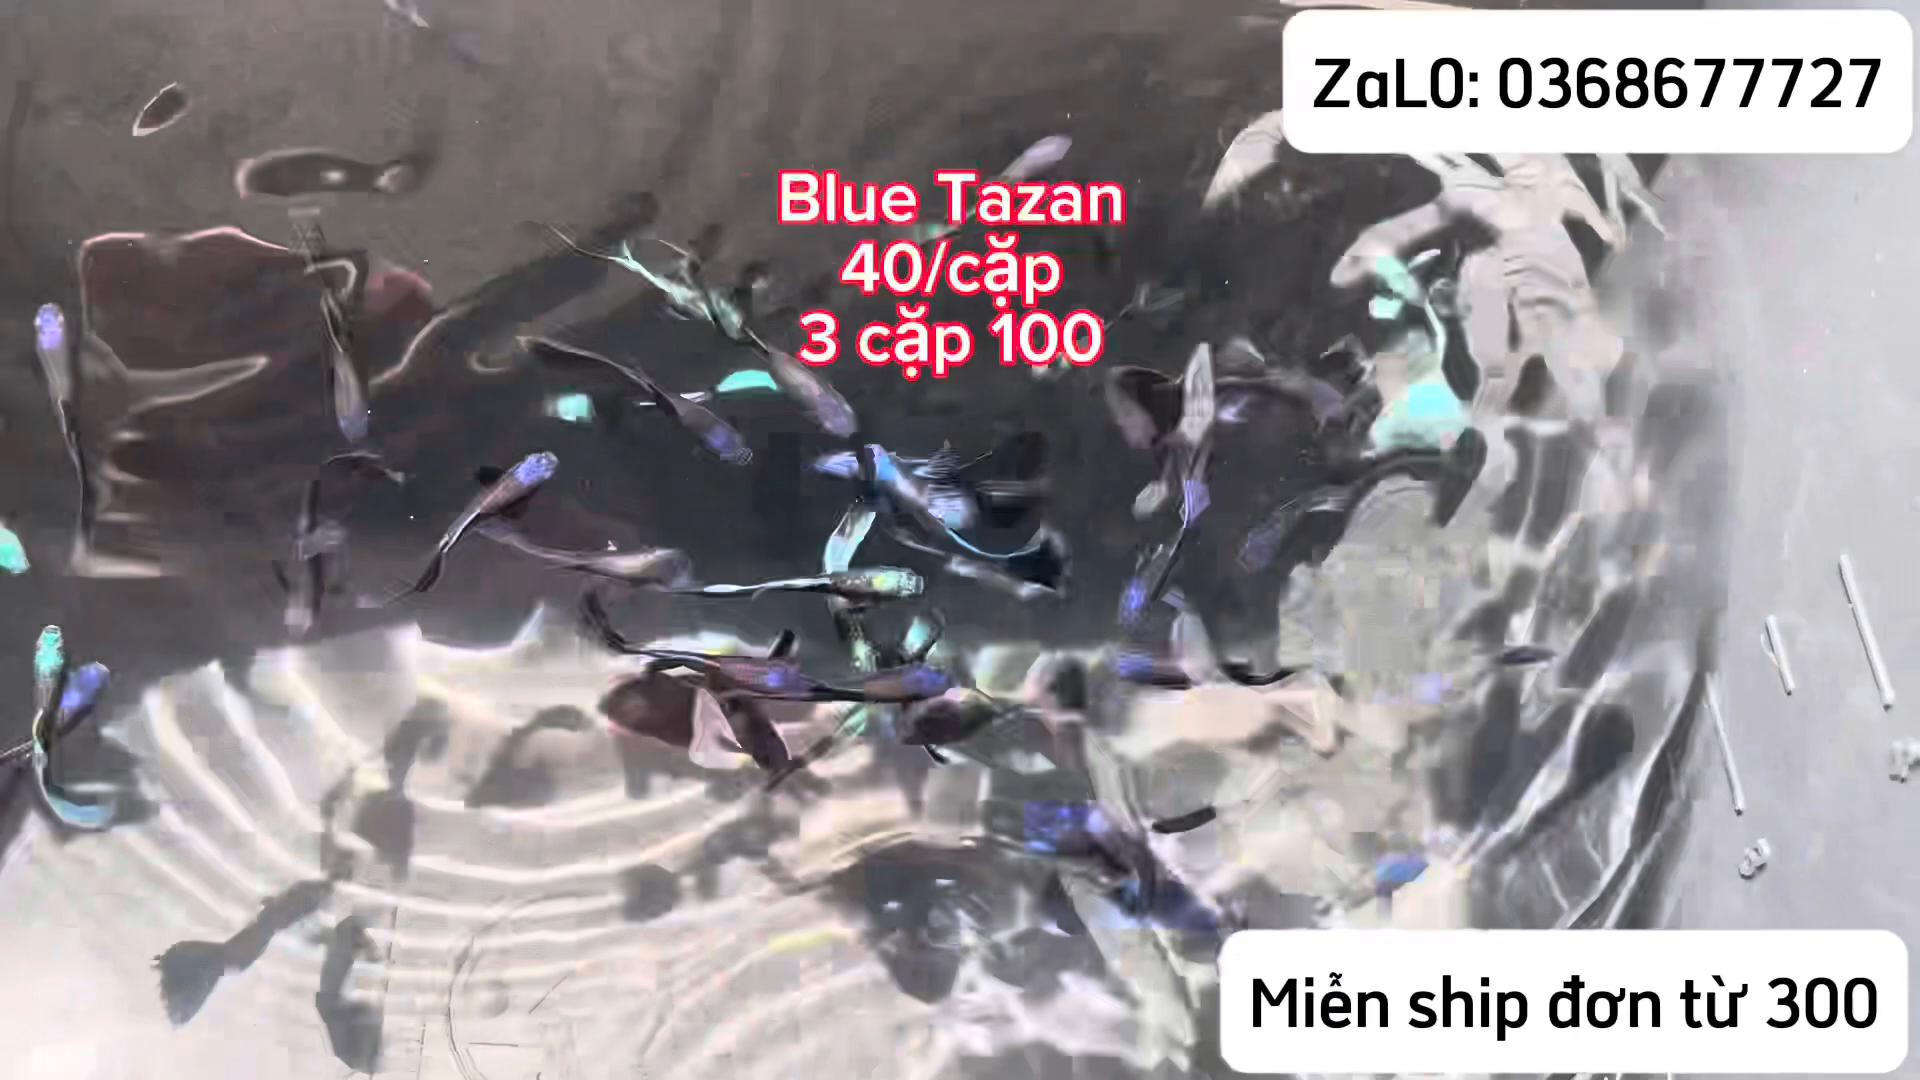 ZaL0: 0368677727
Blue Tazan
40/cặp
3 cặp 100
Miễn ship đơn từ 300